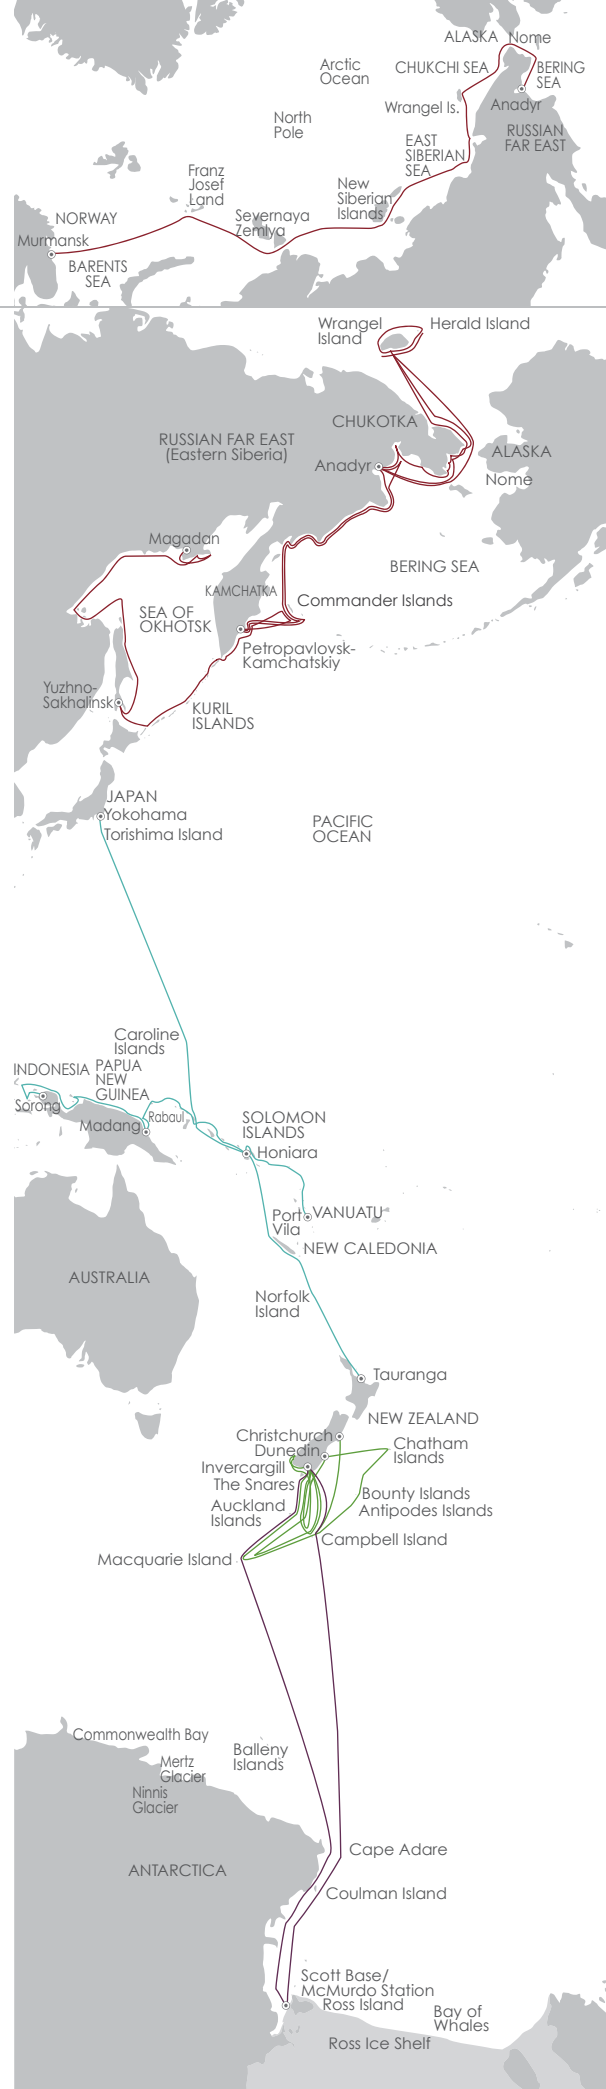 ALASKA
Nome
Arctic
Ocean
CHUKCHI SEA
BERING
SEA
Wrangel Is.
Anadyr
North
Pole
RUSSIAN
FAR EAST
EAST
SIBERIAN
SEA
Franz
Josef
Land
New
Siberian
Islands
NORWAY
Severnaya
Zemlya
Murmansk
BARENTS
SEA
Wrangel
Island
Herald Island
CHUKOTKA
RUSSIAN FAR EAST
(Eastern Siberia)
ALASKA
Anadyr
Nome
Magadan
BERING SEA
KAMCHATKA
Commander Islands
SEA OF
OKHOTSK
Petropavlovsk-
Kamchatskiy
Yuzhno-
Sakhalinsk
KURIL
ISLANDS
JAPAN
Yokohama
Torishima Island
PACIFIC
OCEAN
Caroline
Islands
INDONESIA
PAPUA
NEW
GUINEA
Sorong
Rabaul
Madang
SOLOMON
ISLANDS
Honiara
Port
Vila
VANUATU
NEW CALEDONIA
AUSTRALIA
Norfolk
Island
Tauranga
NEW ZEALAND
Christchurch
Dunedin
Chatham
Islands
Invercargill
The Snares
Bounty Islands
Auckland
Islands
Antipodes Islands
Campbell Island
Macquarie Island
Commonwealth Bay
Balleny
Islands
Mertz
Glacier
Ninnis
Glacier
Cape Adare
ANTARCTICA
Coulman Island
Scott Base/
McMurdo Station
Ross Island
Bay of
Whales
Ross Ice Shelf